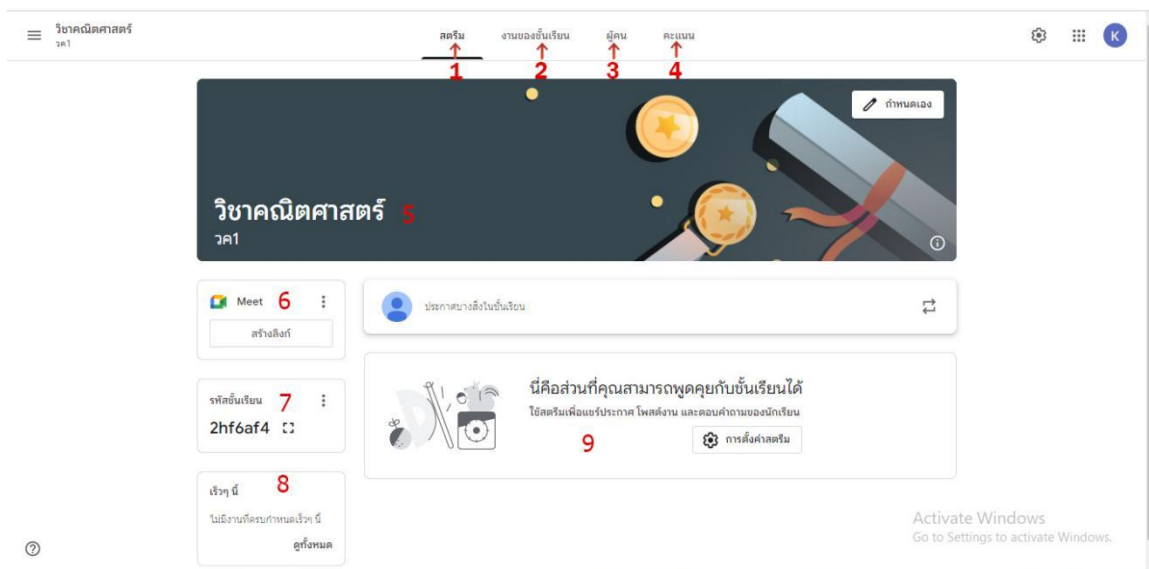 วิชาคณิตศาสตร์
วค1
สตรีม งานของชั้นเรียน ผู้คน คะแนน
K
1 2 3 4
กำหนดเอง
วิชาคณิตศาสตร์ 5
วค1
Meet 6
สร้างลิงก์
ประกาศบางสิ่งในชั้นเรียน
รหัสชั้นเรียน 7
2hf6af4
นี่คือส่วนที่คุณสามารถพูดคุยกับชั้นเรียนได้
ใช้สตรีมเพื่อแชร์ประกาศ โพสต์งาน และตอบคำถามของนักเรียน
9 การตั้งค่าสตรีม
เร็วๆ นี้ 8
ไม่มีงานที่ครบกำหนดเร็วๆ นี้
ดูทั้งหมด
Activate Windows
Go to Settings to activate Windows.